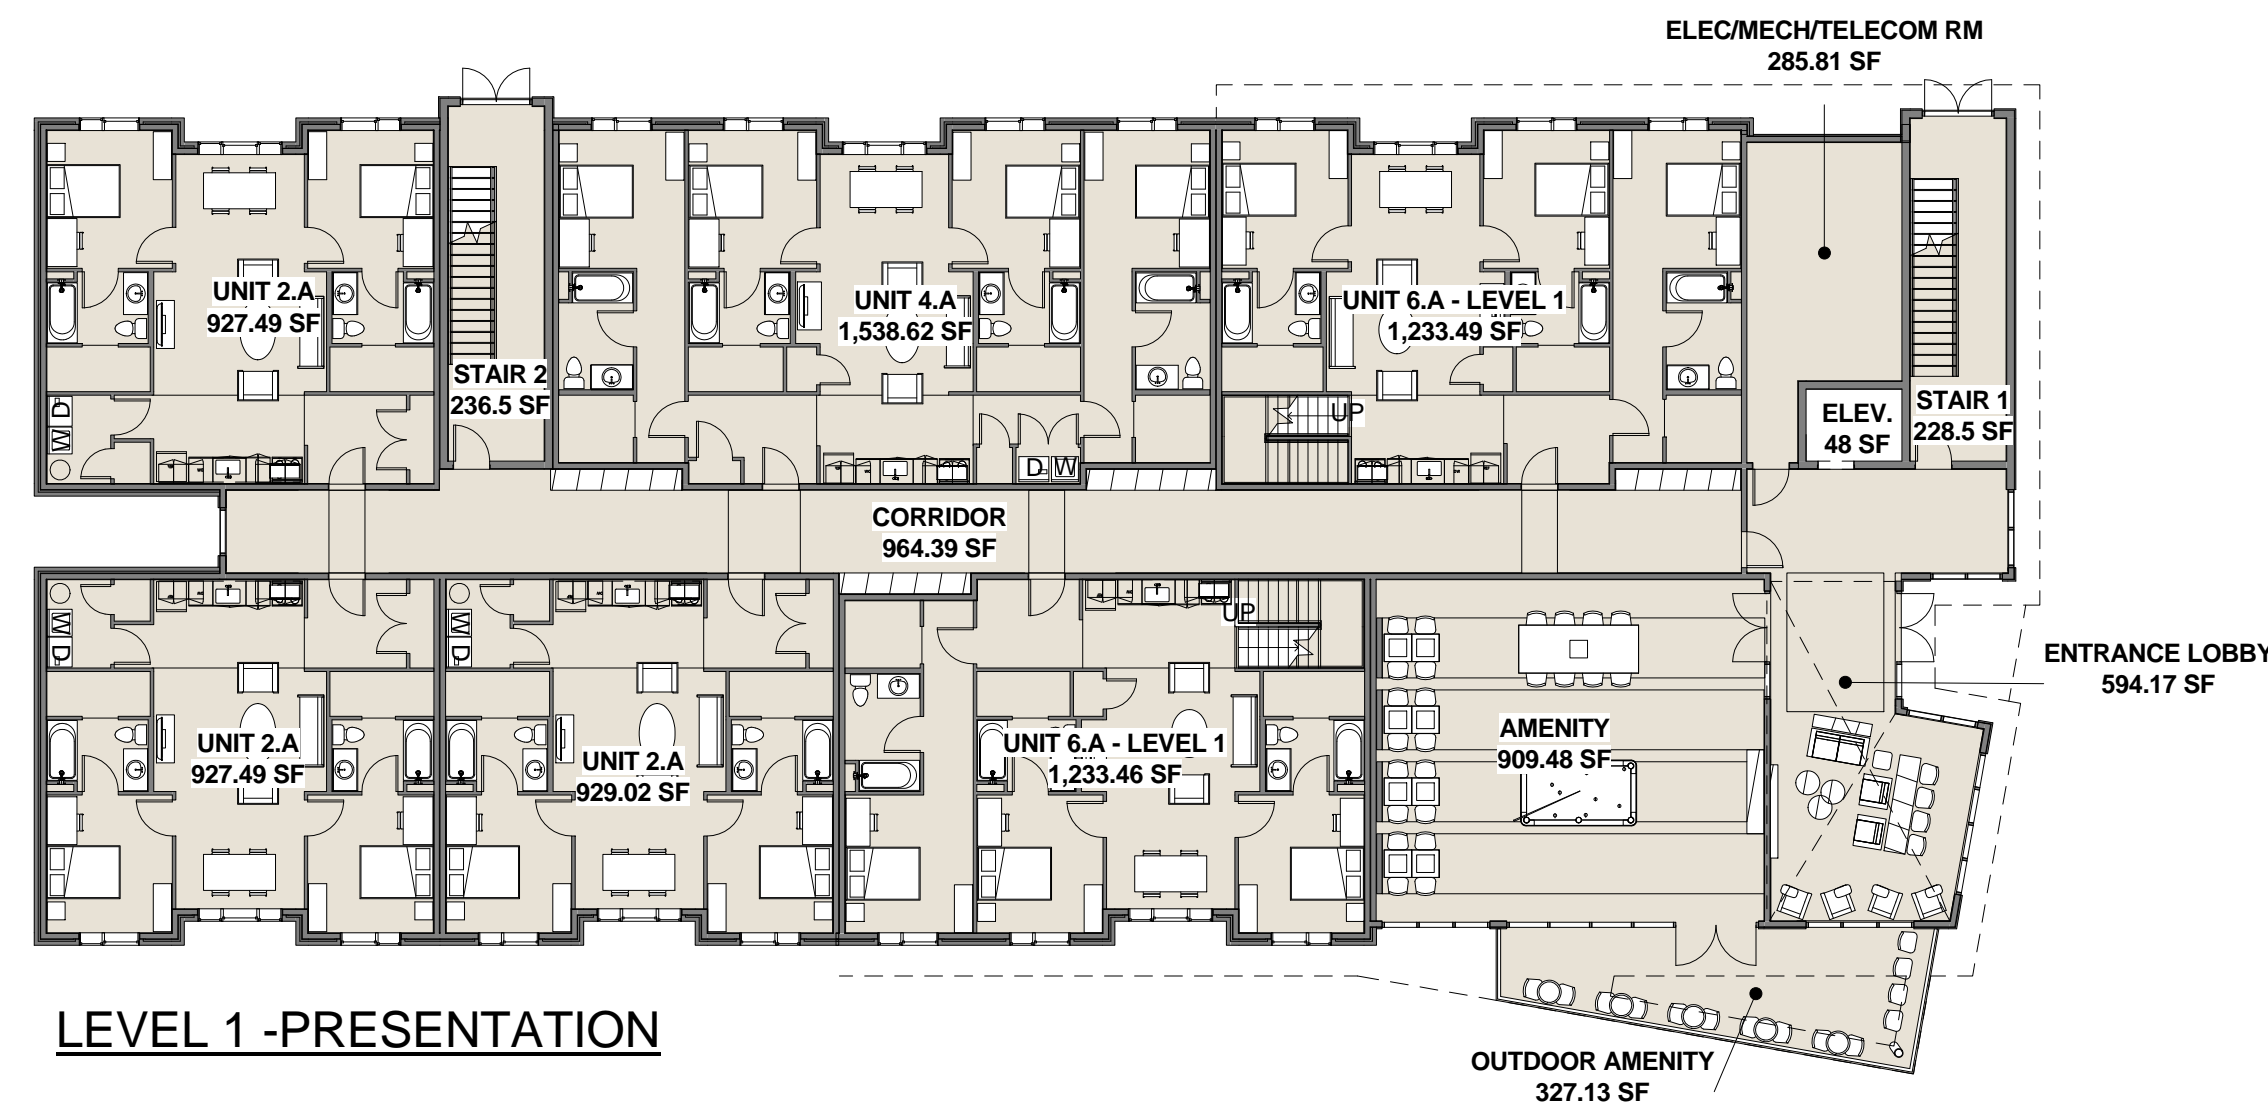 ELEC/MECH/TELECOM RM
285.81 SF
UNIT 2.A
927.49 SF
UNIT 4.A
1,538.62 SF
UNIT 6.A - LEVEL 1
1,233.49 SF
STAIR 2
236.5 SF
STAIR 1
228.5 SF
ELEV.
48 SF
UP
D
W
D
W
CORRIDOR
964.39 SF
UP
W
D
W
D
ENTRANCE LOBBY
594.17 SF
UNIT 2.A
927.49 SF
UNIT 2.A
929.02 SF
UNIT 6.A - LEVEL 1
1,233.46 SF
AMENITY
909.48 SF
LEVEL 1 -PRESENTATION
OUTDOOR AMENITY
327.13 SF